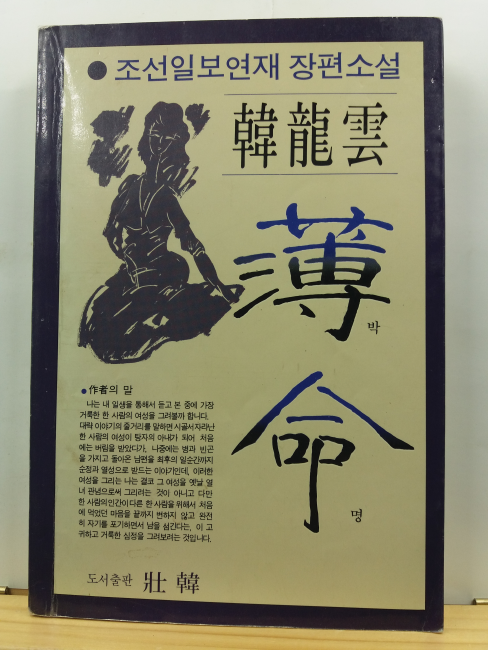 ● 조선일보연재 장편소설
韓龍雲
薄박
命명
● 作者의 말
나는 내 일생을 통해서 듣고 본 중에 가장
거룩한 한 사람의 여성을 그려볼까 합니다.
대략 이야기의 줄거리를 말하면 시골서 자라난
한 사람의 여성이 탕자의 아내가 되어 처음
에는 버림을 받았다가, 나중에는 병과 빈곤
을 가지고 돌아온 남편을 최후의 일순간까지
순정과 열성으로 받드는 이야기인데, 이러한
여성을 그리는 나는 결코 그 여성을 옛날 열
녀 관념으로써 그리려는 것이 아니고 다만
한 사람의 인간이 다른 한 사람을 위해서 처음
에 먹었던 마음을 끝까지 변하지 않고 완전
히 자기를 포기하면서 남을 섬긴다는, 이 고
귀하고 거룩한 심정을 그려보려는 것입니다.
도서출판 壯韓